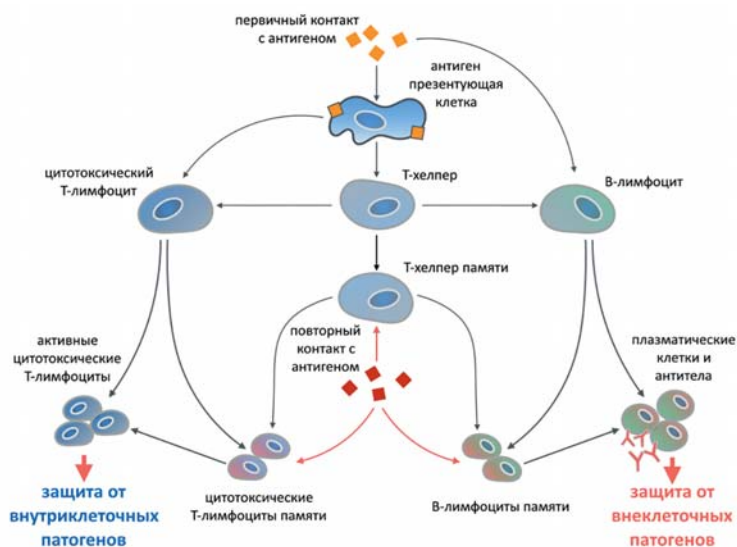 первичный контакт
с антигеном
антиген
презентующая
клетка
цитотоксический
Т-лимфоцит
Т-хелпер
В-лимфоцит
Т-хелпер памяти
активные
цитотоксические
Т-лимфоциты
повторный
контакт с
антигеном
плазматические
клетки и
антитела
цитотоксические
Т-лимфоциты памяти
В-лимфоциты памяти
защита от
внутриклеточных
патогенов
защита от
внеклеточных
патогенов